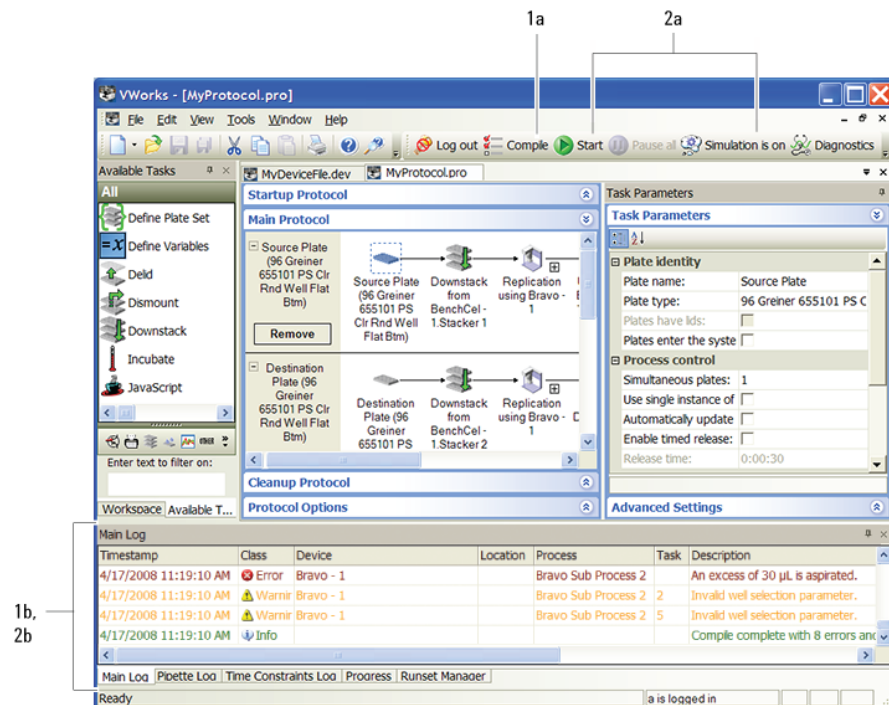 1a
2a
VWorks - [MyProtocol.pro]
File Edit View Tools Window Help
Log out Compile Start Pause all Simulation is on Diagnostics
Available Tasks
All
Define Plate Set
=x Define Variables
Delid
Dismount
Downstack
Incubate
JavaScript
Enter text to filter on:
Workspace Available T...
MyDeviceFile.dev MyProtocol.pro
Startup Protocol
Main Protocol
Source Plate
(96 Greiner
655101 PS Clr
Rnd Well Flat
Btm)
Remove
Source Plate
(96 Greiner
655101 PS
Clr Rnd Well
Flat Btm)
Downstack
from
BenchCel -
1.Stacker 1
Replication
using Bravo -
1
Destination
Plate (96
Greiner
655101 PS Clr
Rnd Well Flat
Btm)
Destination
Plate (96
Greiner
655101 PS
Downstack
from
BenchCel -
1.Stacker 2
Replication
using Bravo -
1
Cleanup Protocol
Protocol Options
Task Parameters
Task Parameters
Plate identity
Plate name: Source Plate
Plate type: 96 Greiner 655101 PS C
Plates have lids:
Plates enter the syste
Process control
Simultaneous plates: 1
Use single instance of
Automatically update
Enable timed release:
Release time: 0:00:30
Advanced Settings
1b,
2b
Main Log
Timestamp Class Device Location Process Task Description
4/17/2008 11:19:10 AM Error Bravo - 1 Bravo Sub Process 2 An excess of 30 µL is aspirated.
4/17/2008 11:19:10 AM Warnir Bravo - 1 Bravo Sub Process 2 2 Invalid well selection parameter.
4/17/2008 11:19:10 AM Warnir Bravo - 1 Bravo Sub Process 2 5 Invalid well selection parameter.
4/17/2008 11:19:10 AM Info Compile complete with 8 errors and
Main Log Pipette Log Time Constraints Log Progress Runset Manager
Ready a is logged in